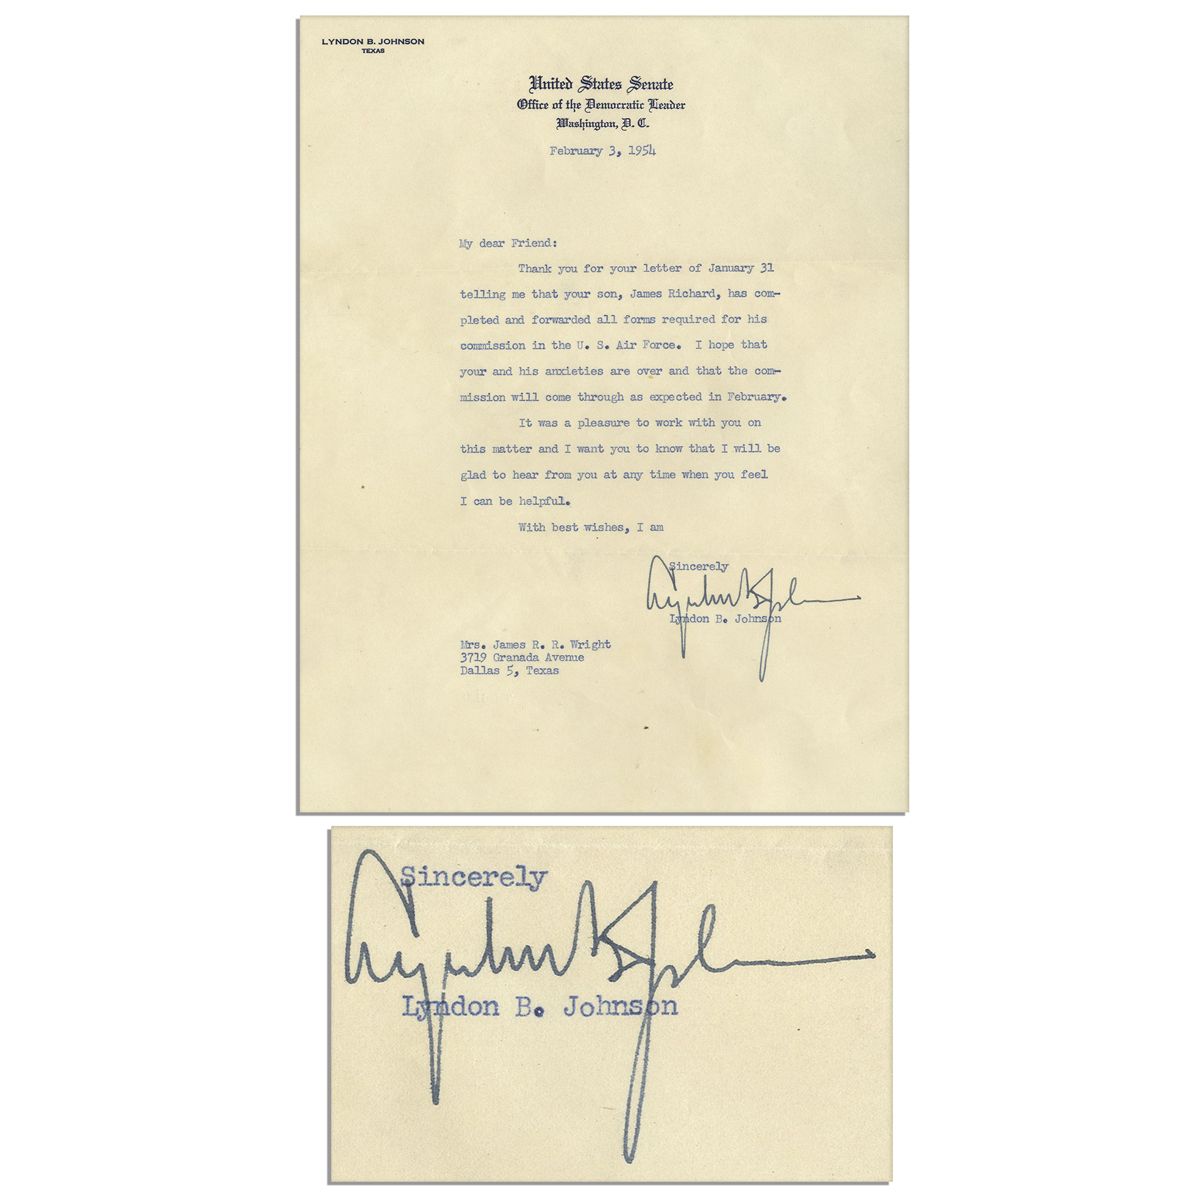 LYNDON B. JOHNSON
TEXAS
United States Senate
Office of the Democratic Leader
Washington, D. C.
February 3, 1954
My dear Friend:
Thank you for your letter of January 31
telling me that your son, James Richard, has com-
pleted and forwarded all forms required for his
commission in the U. S. Air Force. I hope that
your and his anxieties are over and that the com-
mission will come through as expected in February.
It was a pleasure to work with you on
this matter and I want you to know that I will be
glad to hear from you at any time when you feel
I can be helpful.
With best wishes, I am
Sincerely
Lyndon B. Johnson
Lyndon B. Johnson
Mrs. James R. R. Wright
3719 Granada Avenue
Dallas 5, Texas
Sincerely
Lyndon B. Johnson
Lyndon B. Johnson